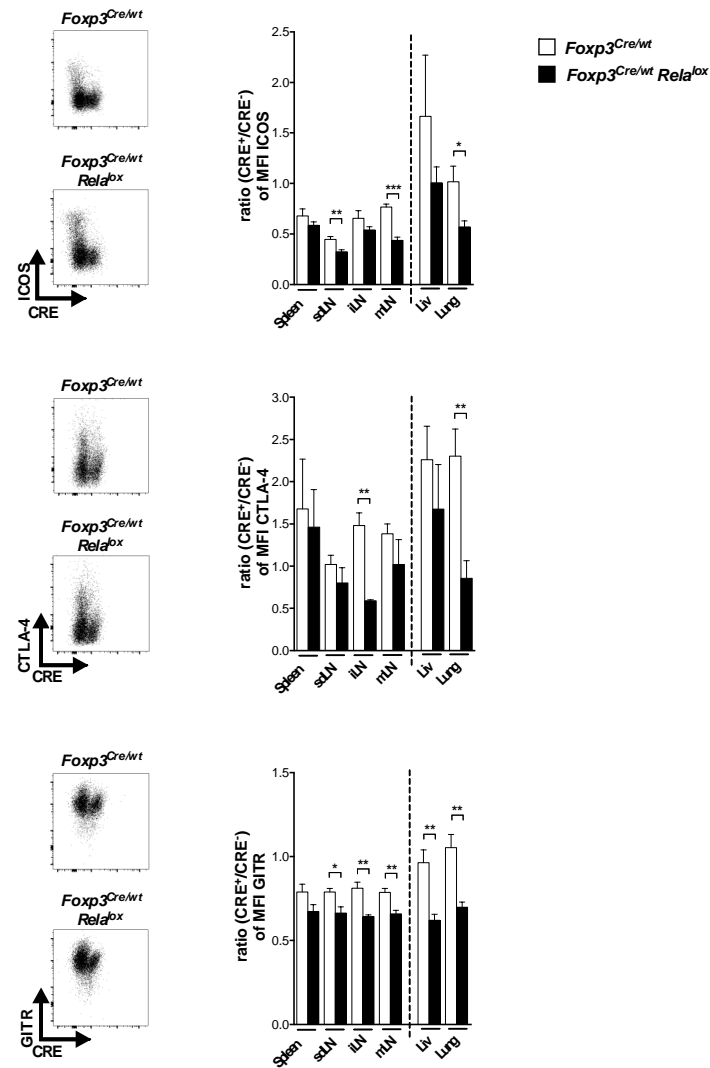 Foxp3Cre/wt
Foxp3Cre/wt
Relalox
ICOS
CRE
ratio (CRE+/CRE-)
of MFI ICOS
2.5
2.0
1.5
1.0
0.5
0.0
**
***
*
Spleen
sdLN
iLN
mLN
Liv
Lung
Foxp3Cre/wt
Foxp3Cre/wt Relalox
Foxp3Cre/wt
Foxp3Cre/wt
Relalox
CTLA-4
CRE
ratio (CRE+/CRE-)
of MFI CTLA-4
3.0
2.5
2.0
1.5
1.0
0.5
0.0
**
**
Spleen
sdLN
iLN
mLN
Liv
Lung
Foxp3Cre/wt
Foxp3Cre/wt
Relalox
GITR
CRE
ratio (CRE+/CRE-)
of MFI GITR
1.5
1.0
0.5
0.0
*
**
**
**
**
Spleen
sdLN
iLN
mLN
Liv
Lung